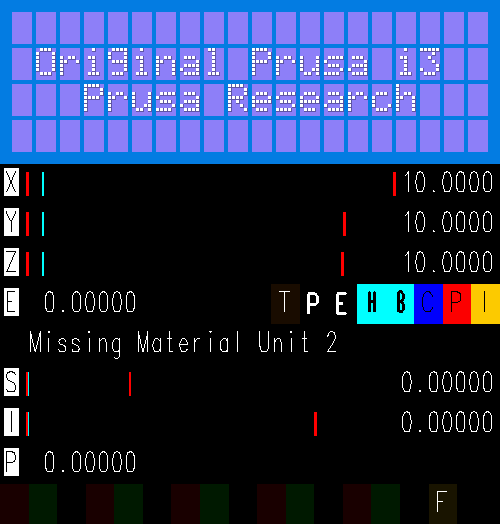 Original Prusa i3
Prusa Research
X 10.0000
Y 10.0000
Z 10.0000
E 0.00000 T P E H B C P I
Missing Material Unit 2
S 0.00000
I 0.00000
P 0.00000
F